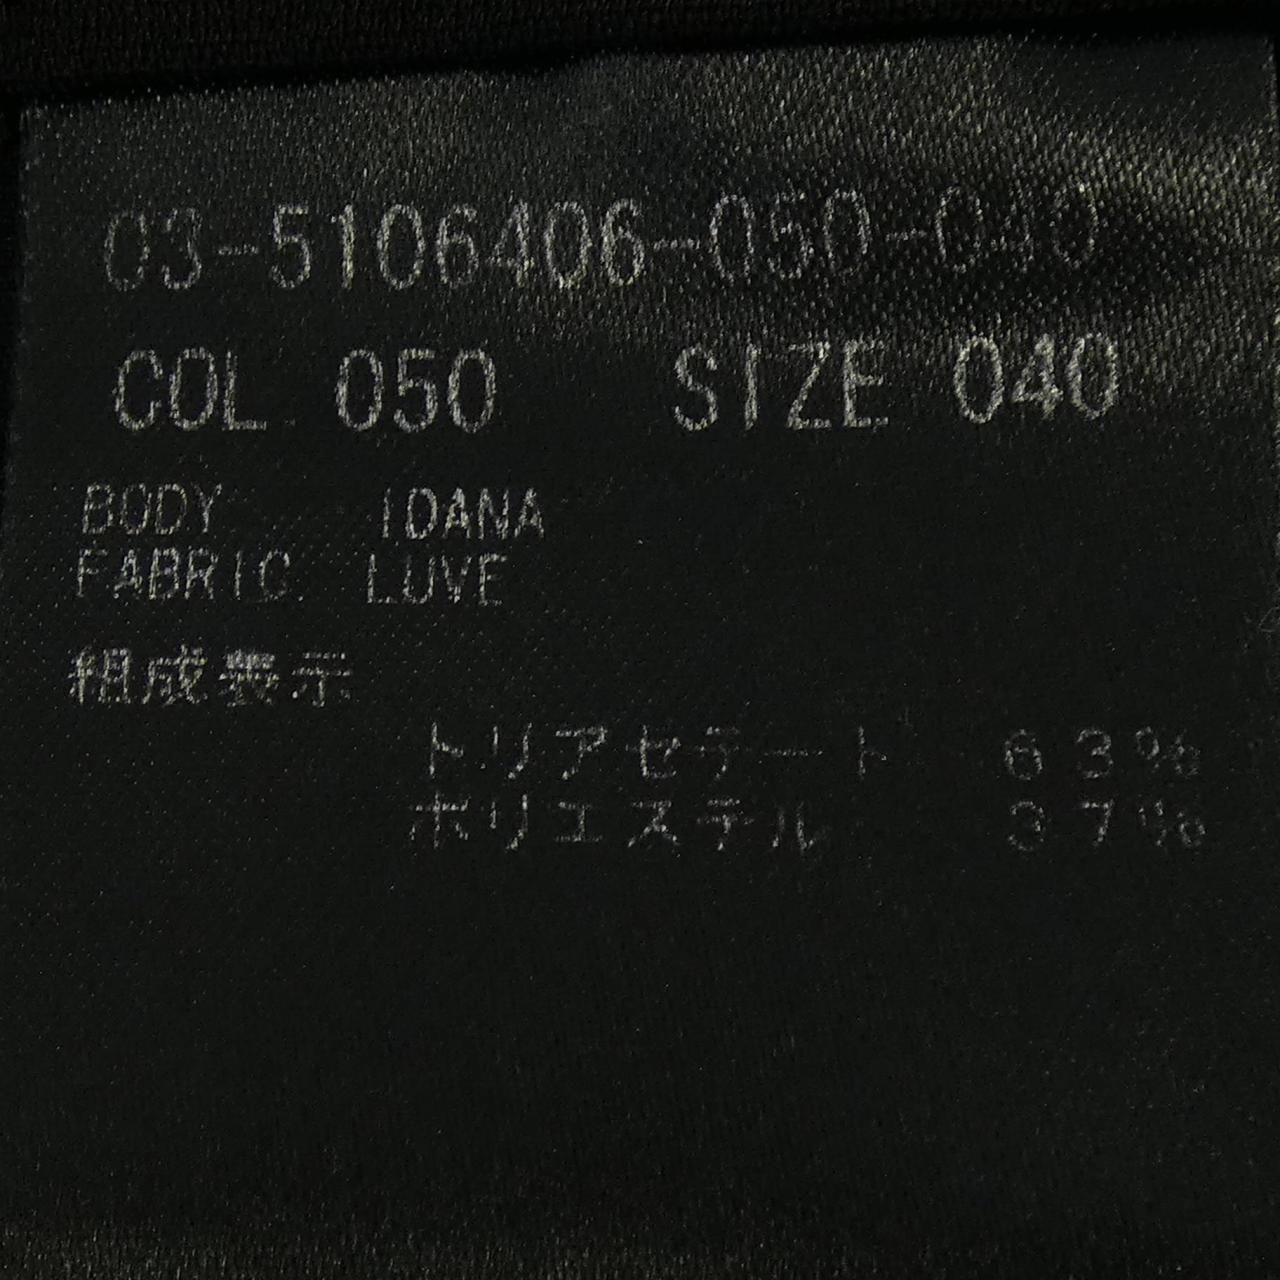 03-5106406-050-040
COL 050 SIZE 040
BODY IDANA
FABRIC LUVE
組成表示
トリアセテート 63%
ポリエステル 37%